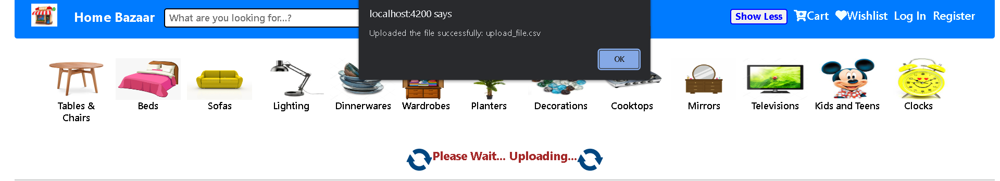 Home Bazaar
What are you looking for...?
localhost:4200 says
Uploaded the file successfully: upload_file.csv
OK
Show Less
Cart
Wishlist
Log In
Register
Tables &
Chairs
Beds
Sofas
Lighting
Dinnerwares
Wardrobes
Planters
Decorations
Cooktops
Mirrors
Televisions
Kids and Teens
Clocks
Please Wait... Uploading...